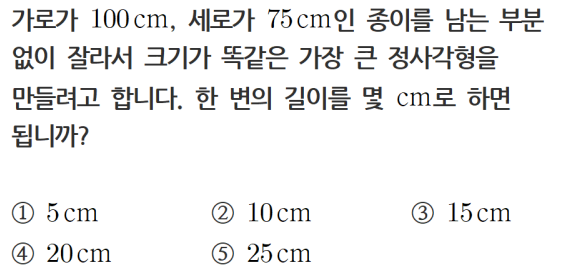 가로가 100 cm, 세로가 75 cm인 종이를 남는 부분
없이 잘라서 크기가 똑같은 가장 큰 정사각형을
만들려고 합니다. 한 변의 길이를 몇 cm로 하면
됩니까?
① 5 cm ② 10 cm ③ 15 cm
④ 20 cm ⑤ 25 cm